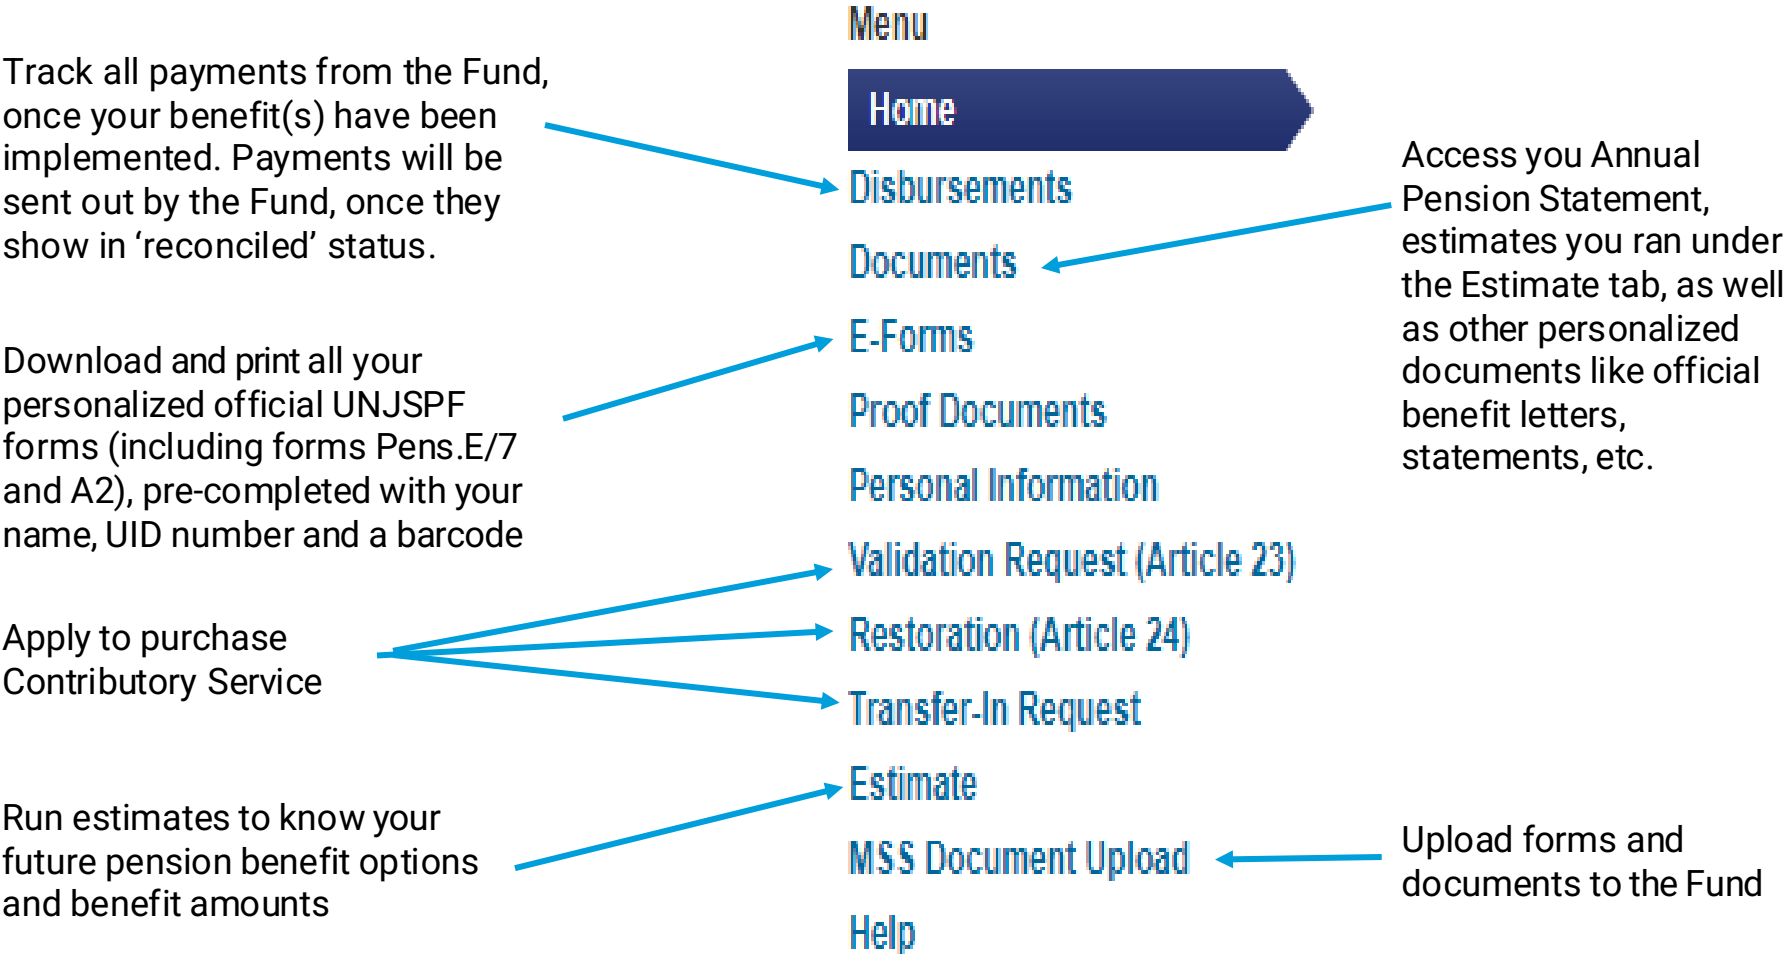 Menu
Home
Disbursements
Documents
E-Forms
Proof Documents
Personal Information
Validation Request (Article 23)
Restoration (Article 24)
Transfer-In Request
Estimate
MSS Document Upload
Help
Track all payments from the Fund,
once your benefit(s) have been
implemented. Payments will be
sent out by the Fund, once they
show in ‘reconciled’ status.
Download and print all your
personalized official UNJSPF
forms (including forms Pens.E/7
and A2), pre-completed with your
name, UID number and a barcode
Apply to purchase
Contributory Service
Run estimates to know your
future pension benefit options
and benefit amounts
Access you Annual
Pension Statement,
estimates you ran under
the Estimate tab, as well
as other personalized
documents like official
benefit letters,
statements, etc.
Upload forms and
documents to the Fund